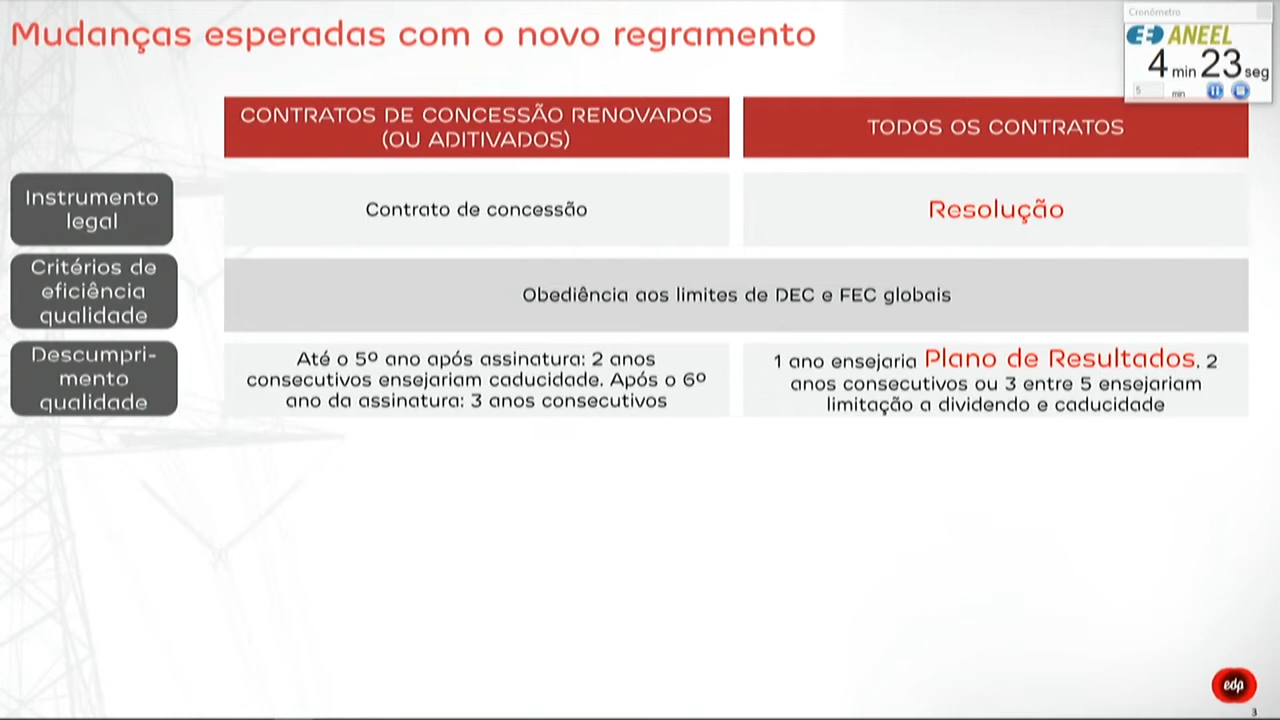 Mudanças esperadas com o novo regramento
Cronômetro
ANEEL
4 min 23 seg
5 min
CONTRATOS DE CONCESSÃO RENOVADOS
(OU ADITIVADOS)
TODOS OS CONTRATOS
Instrumento
legal
Contrato de concessão
Resolução
Critérios de
eficiência
qualidade
Obediência aos limites de DEC e FEC globais
Descumpri-
mento
qualidade
Até o 5º ano após assinatura: 2 anos
consecutivos ensejariam caducidade. Após o 6º
ano da assinatura: 3 anos consecutivos
1 ano ensejaria Plano de Resultados. 2
anos consecutivos ou 3 entre 5 ensejariam
limitação a dividendo e caducidade
edp
3